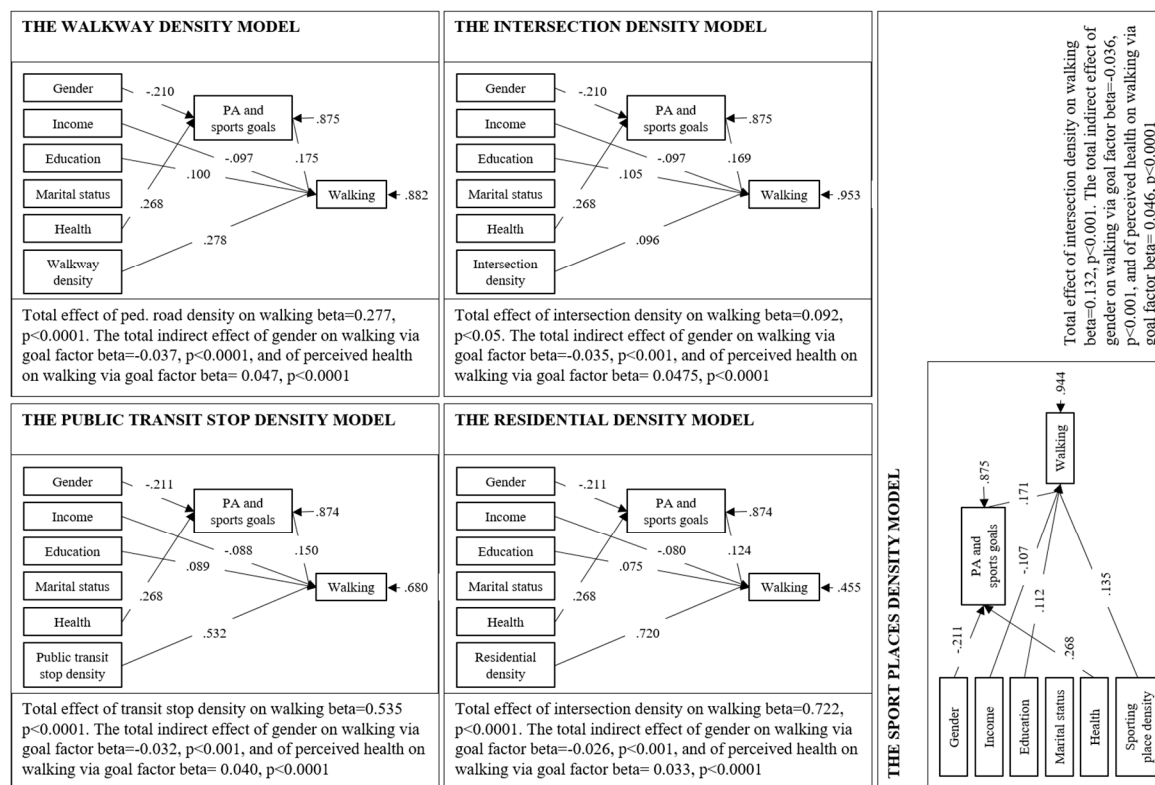 THE WALKWAY DENSITY MODEL
Gender
Income
Education
Marital status
Health
Walkway
density
PA and
sports goals
Walking
-.210
.875
-.097
.175
.100
.268
.882
.278
Total effect of ped. road density on walking beta=0.277,
p<0.0001. The total indirect effect of gender on walking via
goal factor beta=-0.037, p<0.0001, and of perceived health
on walking via goal factor beta= 0.047, p<0.0001
THE INTERSECTION DENSITY MODEL
Gender
Income
Education
Marital status
Health
Intersection
density
PA and
sports goals
Walking
-.210
.875
-.097
.169
.105
.268
.953
.096
Total effect of intersection density on walking beta=0.092,
p<0.05. The total indirect effect of gender on walking via
goal factor beta=-0.035, p<0.001, and of perceived health on
walking via goal factor beta= 0.0475, p<0.0001
THE PUBLIC TRANSIT STOP DENSITY MODEL
Gender
Income
Education
Marital status
Health
Public transit
stop density
PA and
sports goals
Walking
-.211
.874
-.088
.150
.089
.268
.680
.532
Total effect of transit stop density on walking beta=0.535
p<0.0001. The total indirect effect of gender on walking via
goal factor beta=-0.032, p<0.001, and of perceived health on
walking via goal factor beta= 0.040, p<0.0001
THE RESIDENTIAL DENSITY MODEL
Gender
Income
Education
Marital status
Health
Residential
density
PA and
sports goals
Walking
-.211
.874
-.080
.124
.075
.268
.455
.720
Total effect of intersection density on walking beta=0.722,
p<0.0001. The total indirect effect of gender on walking via
goal factor beta=-0.026, p<0.001, and of perceived health on
walking via goal factor beta= 0.033, p<0.0001
THE SPORT PLACES DENSITY MODEL
Gender
Income
Education
Marital status
Health
Sporting
place density
PA and
sports goals
Walking
-.211
.875
-.107
.171
.112
.268
.944
.135
Total effect of intersection density on walking
beta=0.132, p<0.001. The total indirect effect of
gender on walking via goal factor beta=-0.036,
p<0.001, and of perceived health on walking via
goal factor beta= 0.046, p<0.0001